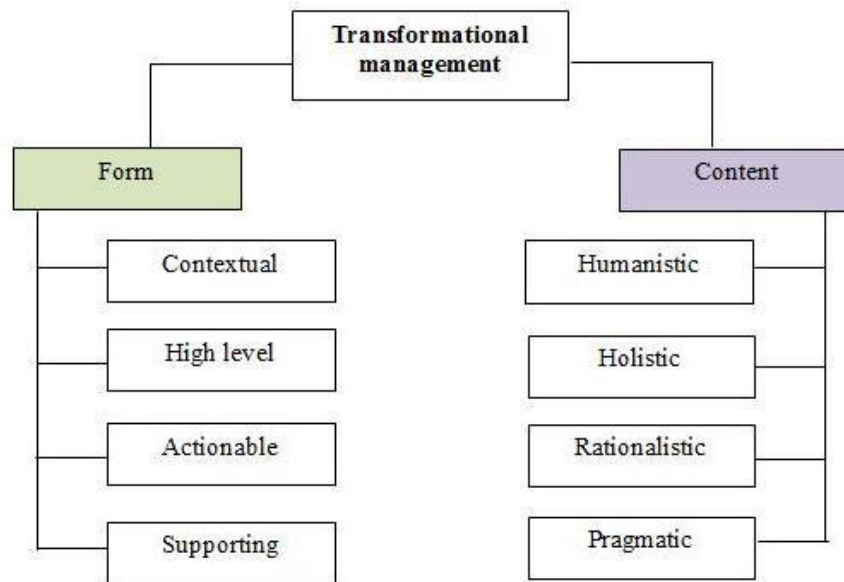 Transformational
management
Form
Content
Contextual
High level
Actionable
Supporting
Humanistic
Holistic
Rationalistic
Pragmatic